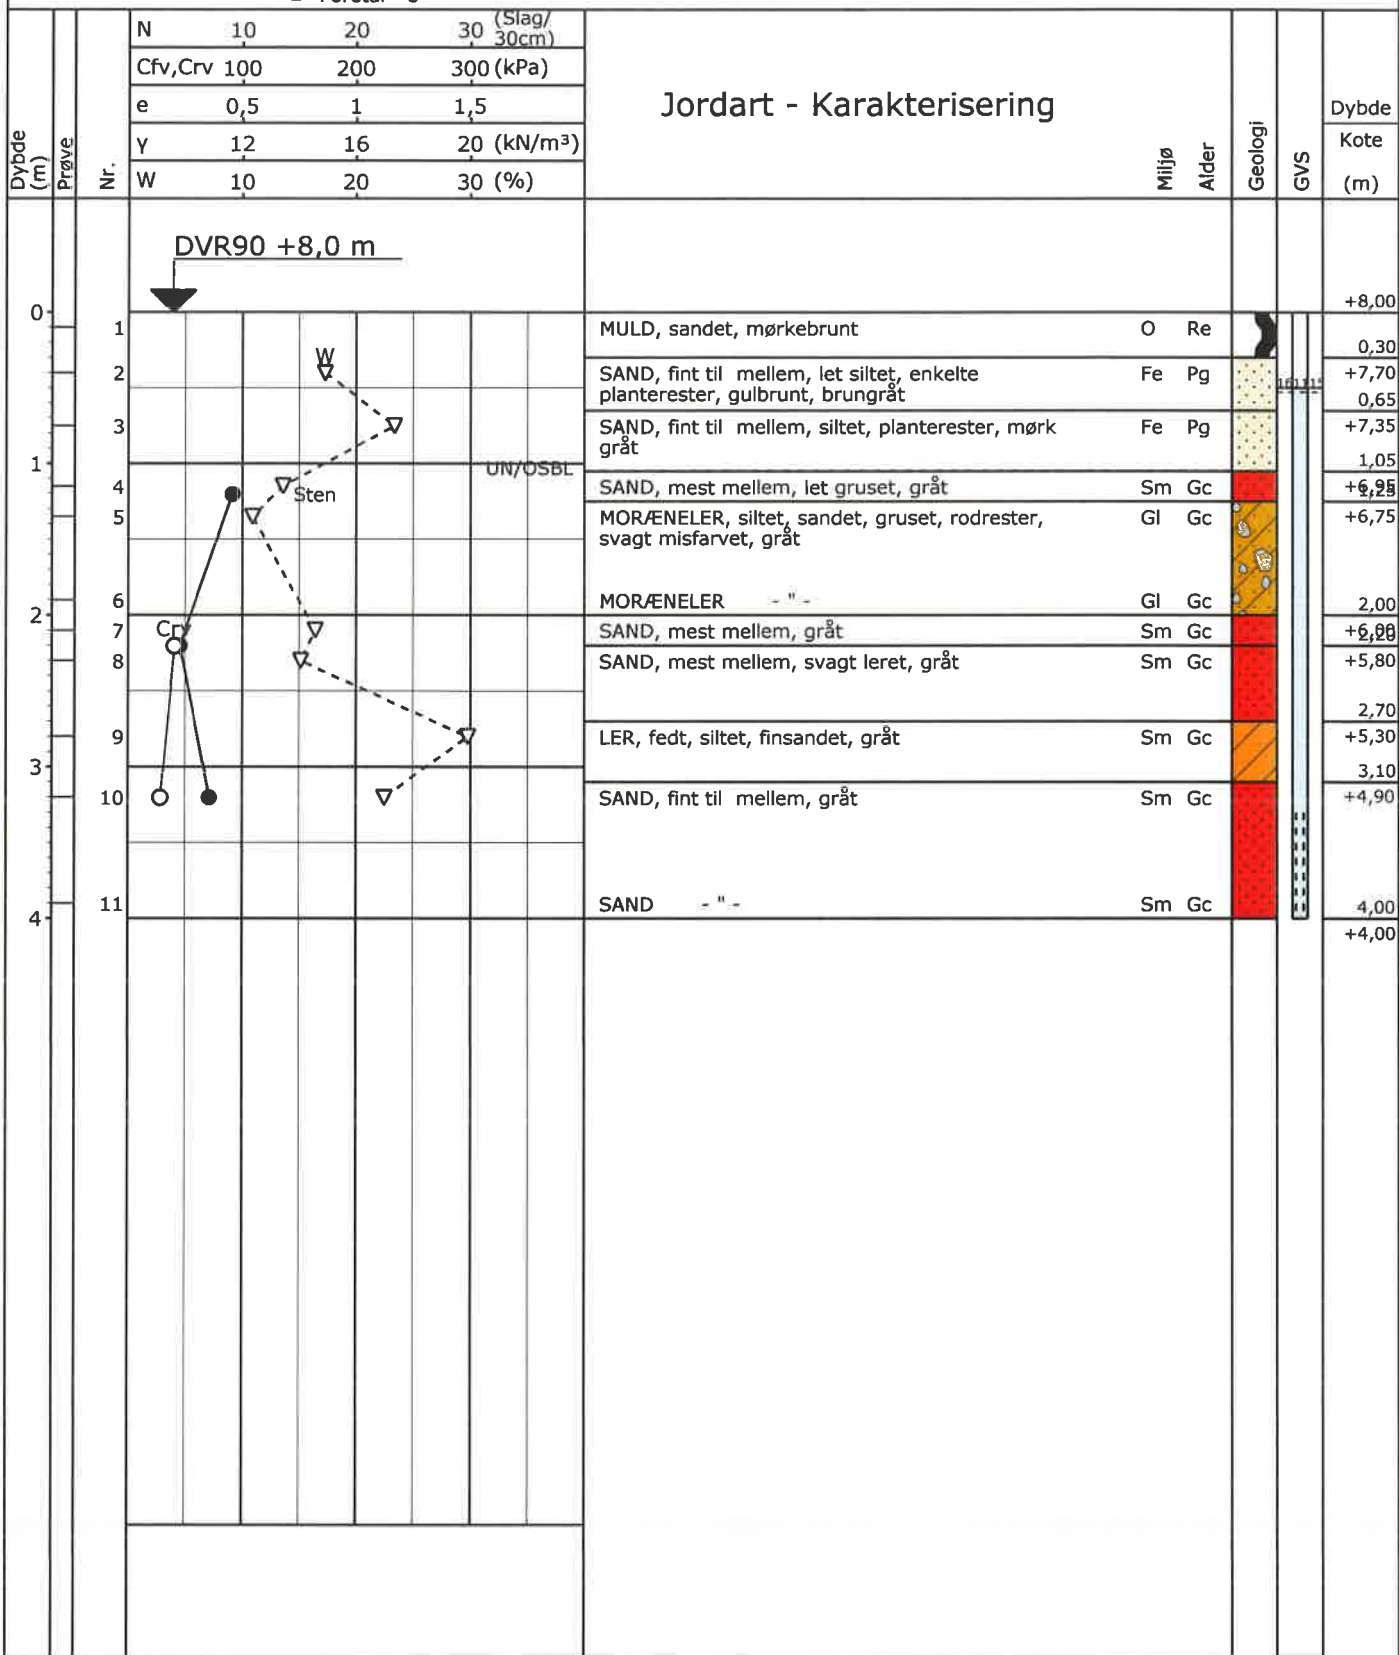 N 10 20 30 (Slag/
30cm)
Cfv,Crv 100 200 300 (kPa)
e 0,5 1 1,5
γ 12 16 20 (kN/m³)
W 10 20 30 (%)
Dybde
(m)
Prøve
Nr.
Jordart - Karakterisering
Miljø
Alder
Geologi
GVS
Dybde
Kote
(m)
DVR90 +8,0 m
0
+8,00
1 MULD, sandet, mørkebrunt O Re
0,30
W
2 SAND, fint til mellem, let siltet, enkelte Fe Pg +7,70
planterester, gulbrunt, brungråt 0,65
3 SAND, fint til mellem, siltet, planterester, mørk Fe Pg +7,35
gråt
1 UN/OSBL 1,05
4 Sten SAND, mest mellem, let gruset, gråt Sm Gc +6,95
5 MORÆNELER, siltet, sandet, gruset, rodrester, Gl Gc +6,75
svagt misfarvet, gråt
6 MORÆNELER - " - Gl Gc 2,00
2
7 Crv SAND, mest mellem, gråt Sm Gc
8 SAND, mest mellem, svagt leret, gråt Sm Gc +5,80
2,70
9 LER, fedt, siltet, finsandet, gråt Sm Gc +5,30
3 3,10
10 SAND, fint til mellem, gråt Sm Gc +4,90
11 SAND - " - Sm Gc 4,00
4
+4,00